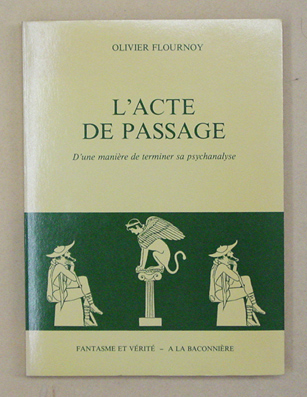 OLIVIER FLOURNOY
L'ACTE
DE PASSAGE
D'une manière de terminer sa psychanalyse
FANTASME ET VÉRITÉ – A LA BACONNIÈRE